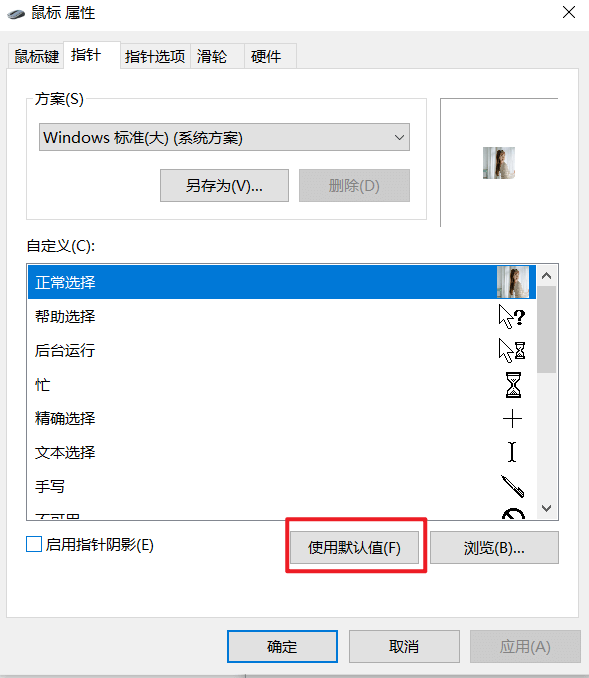 鼠标 属性
鼠标键 指针 指针选项 滑轮 硬件
方案(S)
Windows 标准(大) (系统方案)
另存为(V)... 删除(D)
自定义(C):
正常选择
帮助选择
后台运行
忙
精确选择
文本选择
手写
不可用
启用指针阴影(E) 使用默认值(F) 浏览(B)...
确定 取消 应用(A)